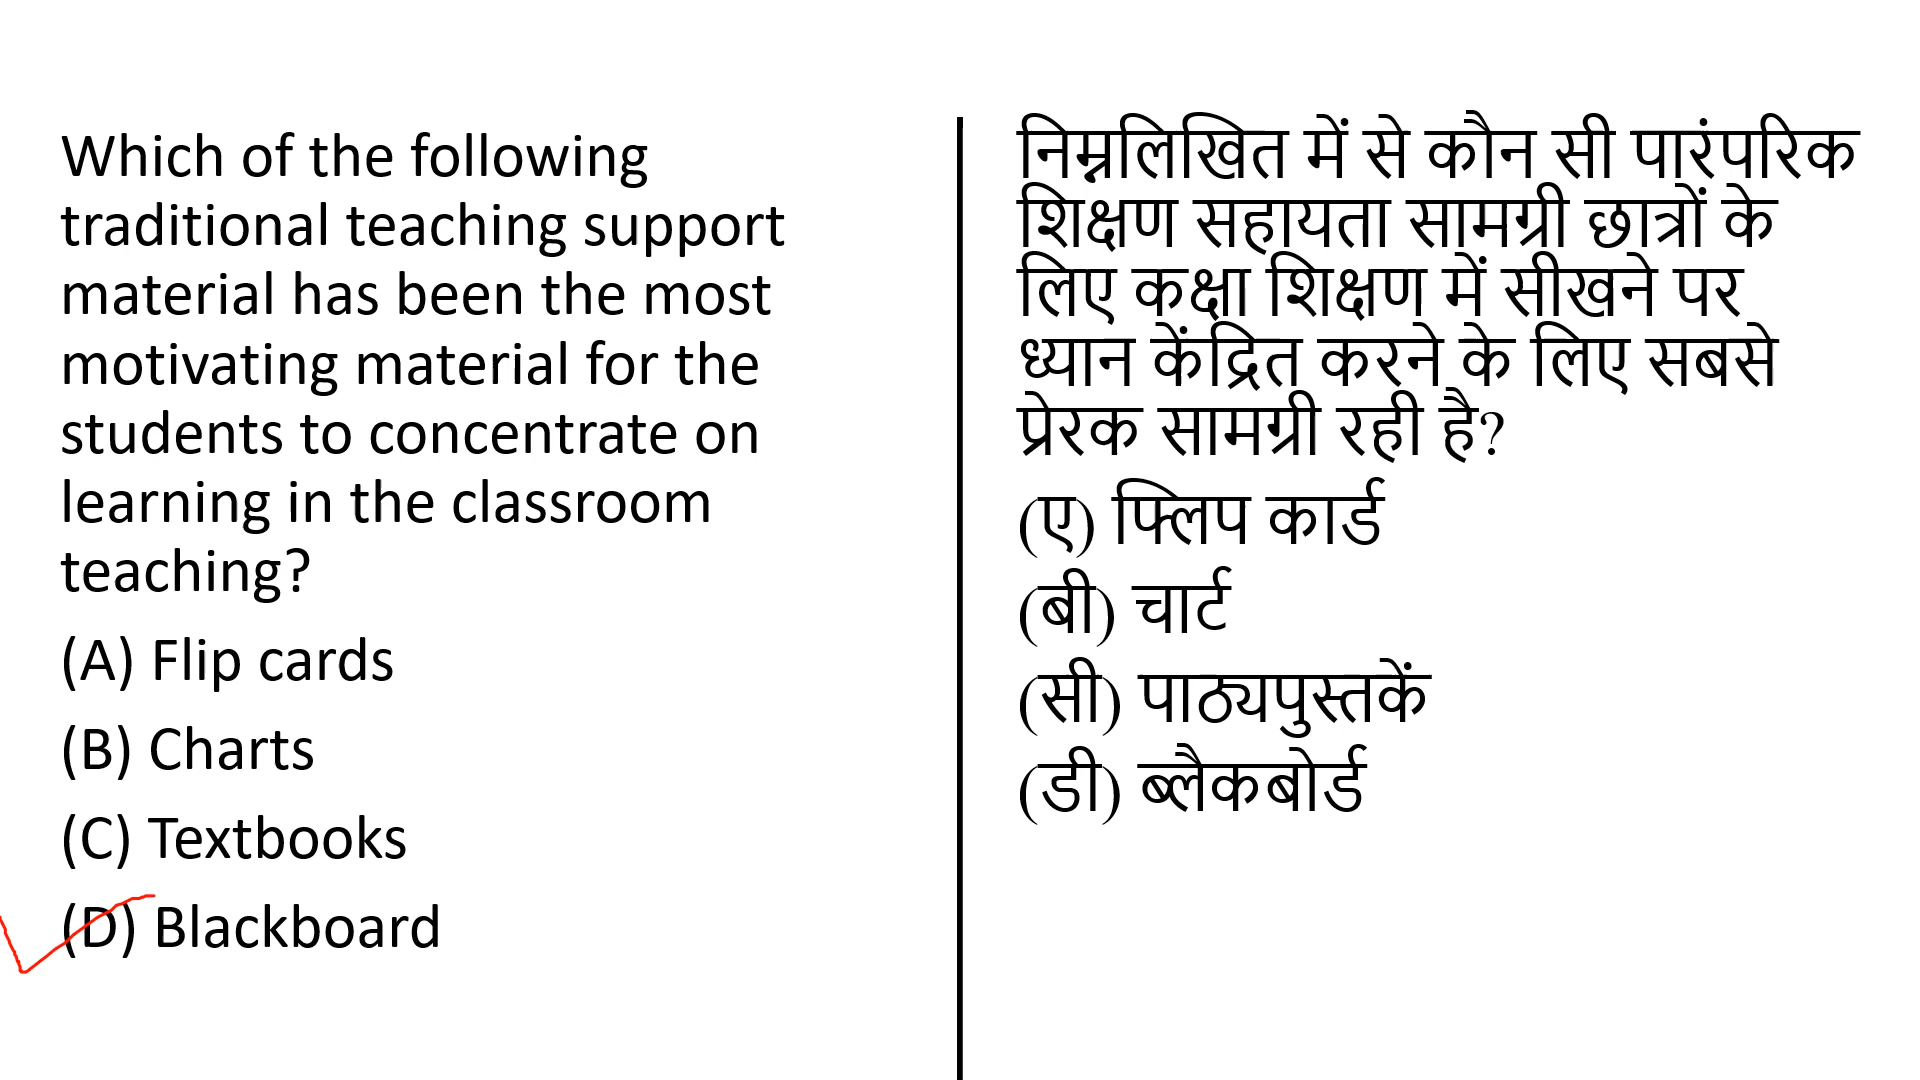 Which of the following
traditional teaching support
material has been the most
motivating material for the
students to concentrate on
learning in the classroom
teaching?
(A) Flip cards
(B) Charts
(C) Textbooks
(D) Blackboard
निम्नलिखित में से कौन सी पारंपरिक
शिक्षण सहायता सामग्री छात्रों के
लिए कक्षा शिक्षण में सीखने पर
ध्यान केंद्रित करने के लिए सबसे
प्रेरक सामग्री रही है?
(ए) फ्लिप कार्ड
(बी) चार्ट
(सी) पाठ्यपुस्तकें
(डी) ब्लैकबोर्ड